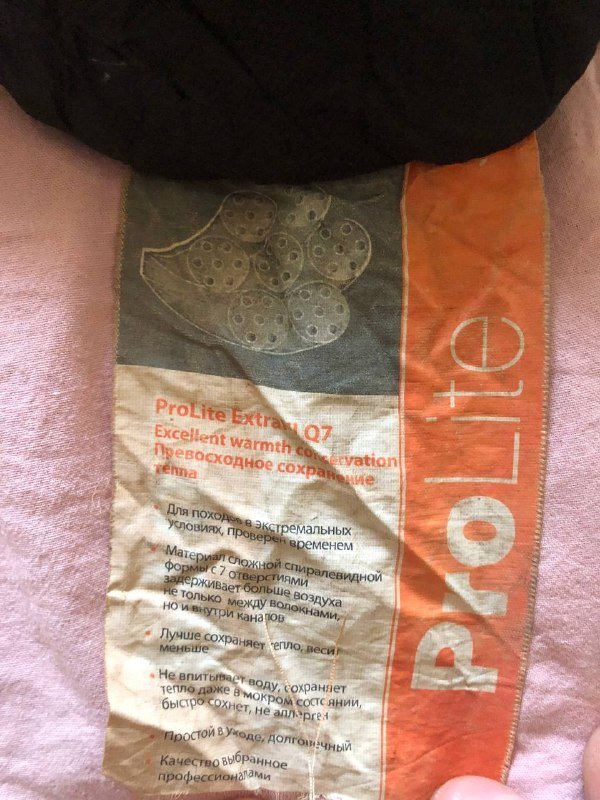 ProLite Extra Q7
Excellent warmth conservation
Превосходное сохранение
тепла
Для походов в экстремальных
условиях, проверен временем
Материал сложной спиралевидной
формы с 7 отверстиями
задерживает больше воздуха
не только между волокнами,
но и внутри каналов
Лучше сохраняет тепло, весит
меньше
Не впитывает воду, сохраняет
тепло даже в мокром состоянии,
быстро сохнет, не аллерген
Простой в уходе, долговечный
Качество выбранное
профессионалами
ProLite